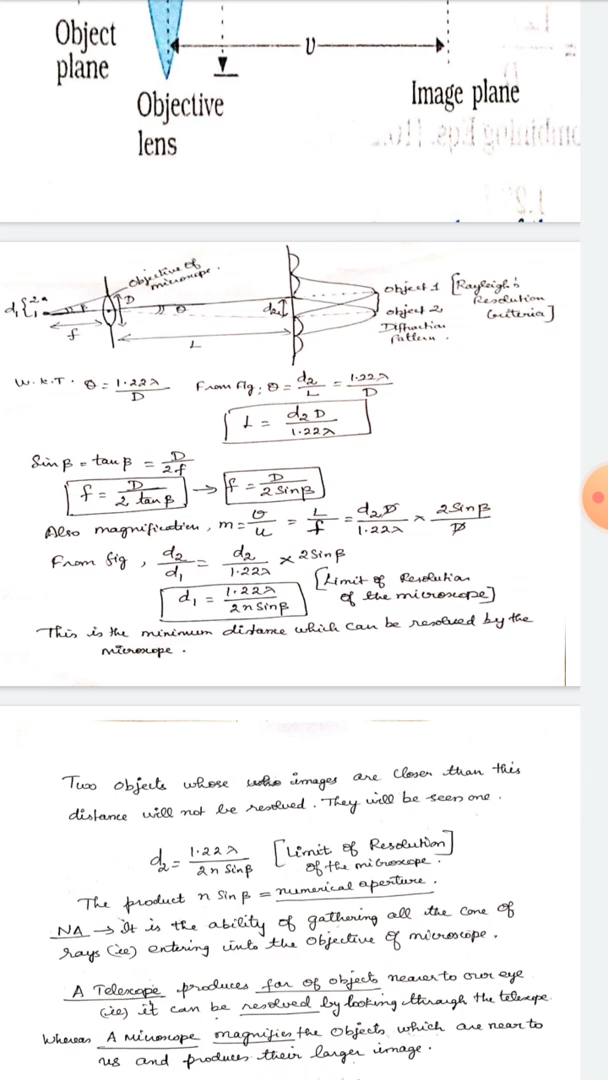 Object
plane
υ
Objective
lens
Image plane
objective of
microscope.
d₁{
2
1
β
D
θ
f
L
d₂
object 1 [Rayleigh's
Resolution
Criteria]
object 2
Diffraction
Pattern.
W.K.T. θ = 1.22λ/D From fig: θ = d₂/L = 1.22λ/D
L = d₂D/1.22λ
Sinβ = tanβ = D/2f
f = D/2 tanβ → f = D/2 Sinβ
Also magnification, m = υ/u = L/f = d₂D/1.22λ × 2Sinβ/D
From fig, d₂/d₁ = d₂/1.22λ × 2Sinβ
d₁ = 1.22λ/2n Sinβ [Limit of Resolution
of the microscope]
This is the minimum distance which can be resolved by the
microscope.
Two objects whose images are closer than this
distance will not be resolved. They will be seen one.
d₂ = 1.22λ/2n Sinβ [Limit of Resolution]
of the microscope.
The product n Sinβ = numerical aperture.
NA → It is the ability of gathering all the cone of
rays (ie) entering into the objective of microscope.
A Telescope produces far of objects nearer to our eye
(ie) it can be resolved by looking through the telescope.
Whereas A Microscope magnifies the objects which are near to
us and produces their larger image.